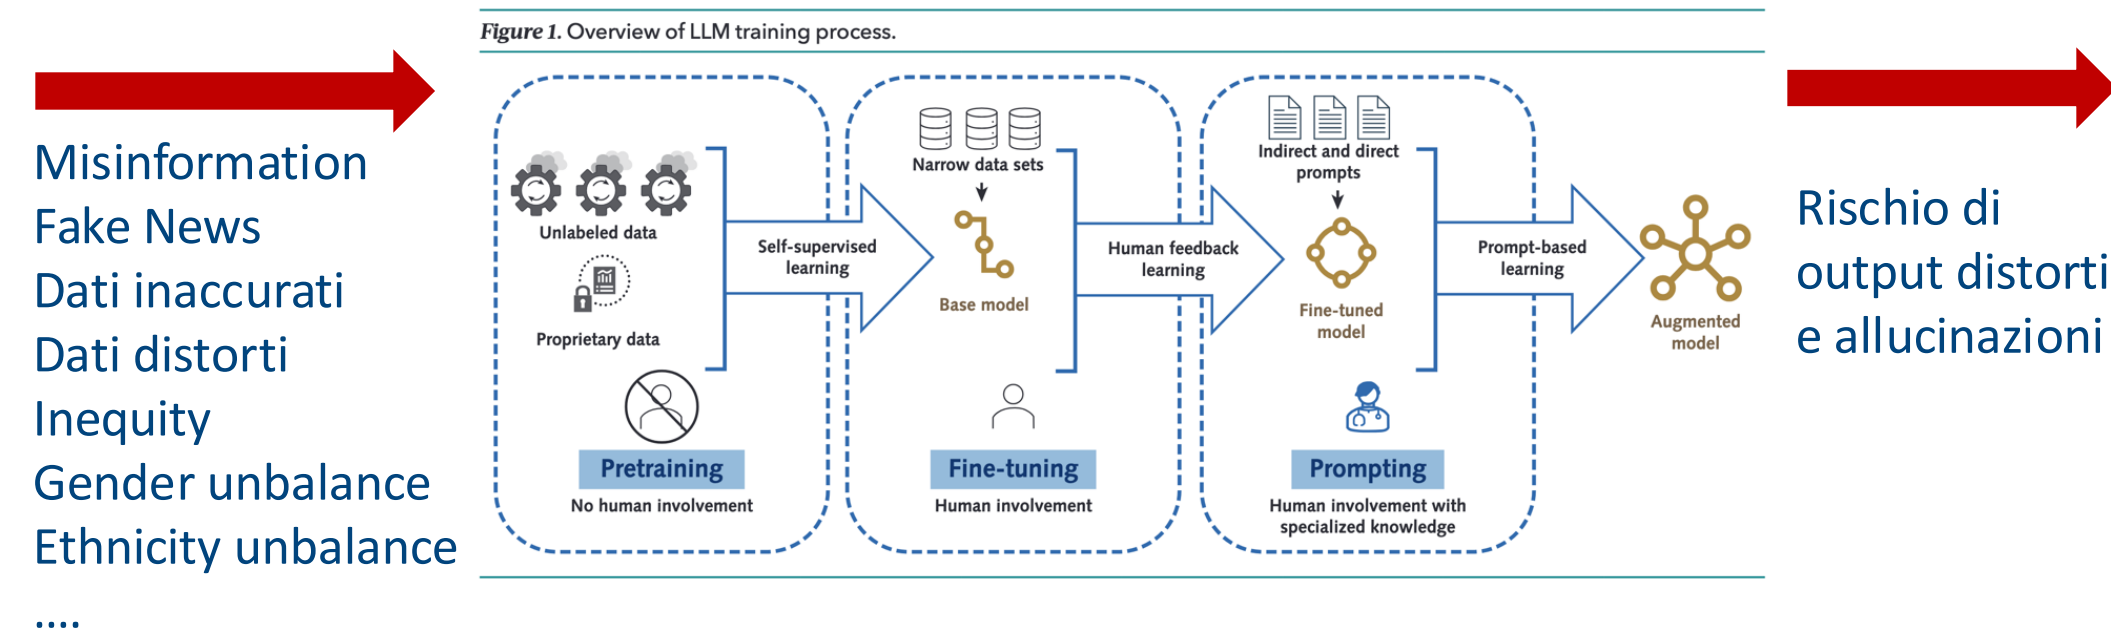 Figure 1. Overview of LLM training process.
Misinformation
Fake News
Dati inaccurati
Dati distorti
Inequity
Gender unbalance
Ethnicity unbalance
....
Unlabeled data
Proprietary data
Pretraining
No human involvement
Self-supervised
learning
Narrow data sets
Base model
Fine-tuning
Human involvement
Human feedback
learning
Indirect and direct
prompts
Fine-tuned
model
Prompting
Human involvement with
specialized knowledge
Prompt-based
learning
Augmented
model
Rischio di
output distorti
e allucinazioni